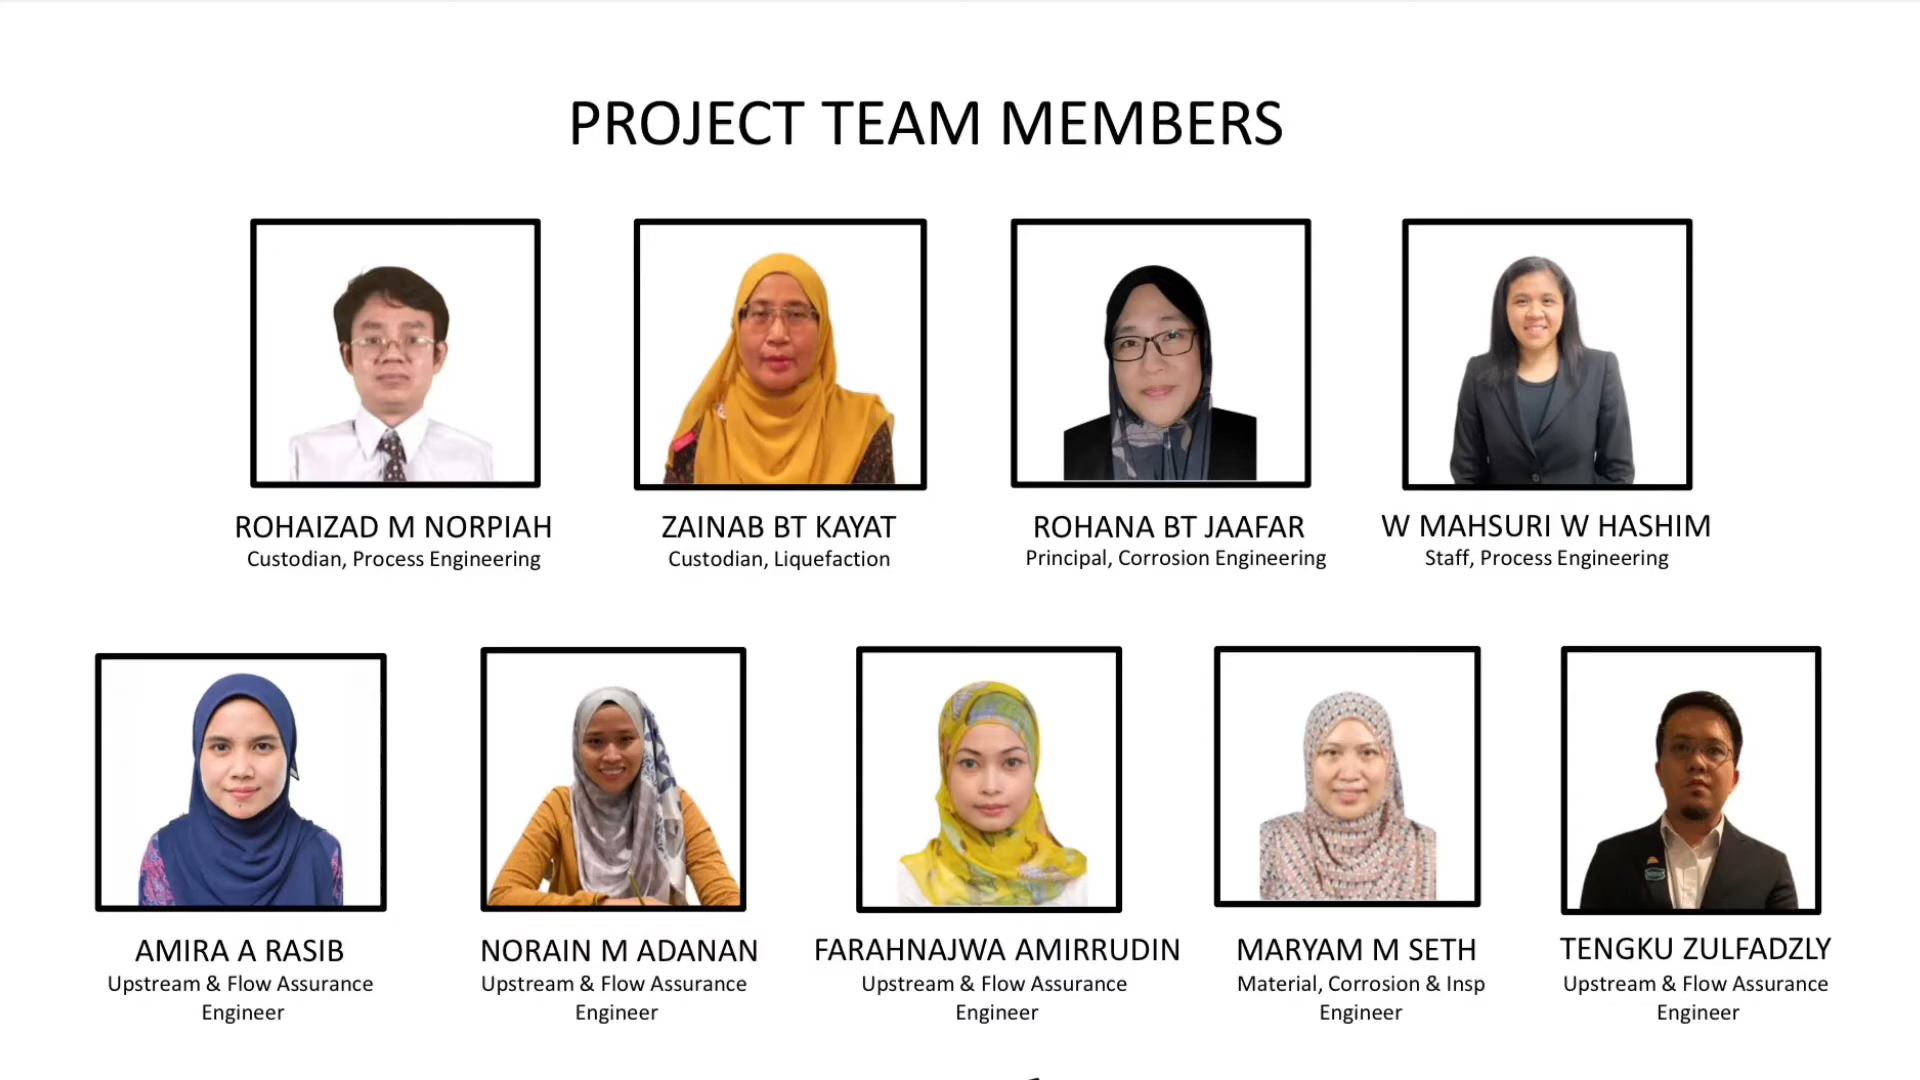 PROJECT TEAM MEMBERS
ROHAIZAD M NORPIAH
Custodian, Process Engineering
ZAINAB BT KAYAT
Custodian, Liquefaction
ROHANA BT JAAFAR
Principal, Corrosion Engineering
W MAHSURI W HASHIM
Staff, Process Engineering
AMIRA A RASIB
Upstream & Flow Assurance
Engineer
NORAIN M ADANAN
Upstream & Flow Assurance
Engineer
FARAHNAJWA AMIRRUDIN
Upstream & Flow Assurance
Engineer
MARYAM M SETH
Material, Corrosion & Insp
Engineer
TENGKU ZULFADZLY
Upstream & Flow Assurance
Engineer